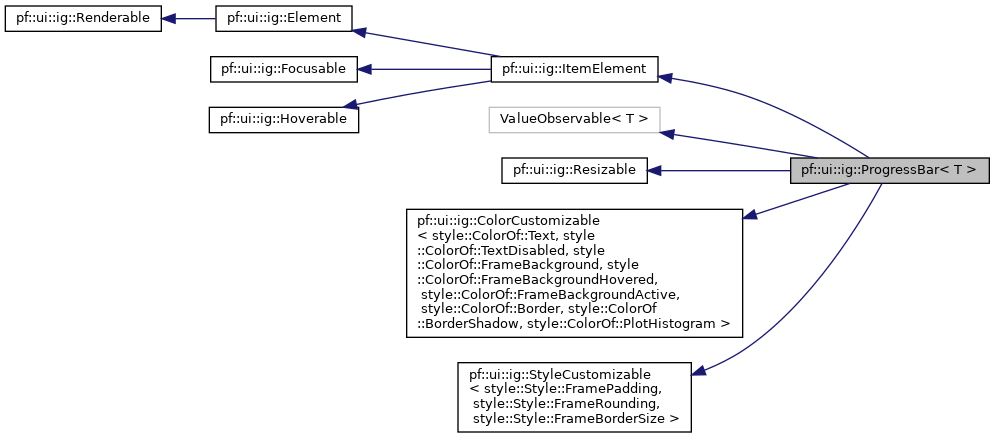 pf::ui::ig::Renderable
pf::ui::ig::Element
pf::ui::ig::Focusable
pf::ui::ig::ItemElement
pf::ui::ig::Hoverable
ValueObservable< T >
pf::ui::ig::Resizable
pf::ui::ig::ProgressBar< T >
pf::ui::ig::ColorCustomizable
< style::ColorOf::Text, style
::ColorOf::TextDisabled, style
::ColorOf::FrameBackground, style
::ColorOf::FrameBackgroundHovered,
style::ColorOf::FrameBackgroundActive,
style::ColorOf::Border, style::ColorOf
::BorderShadow, style::ColorOf::PlotHistogram >
pf::ui::ig::StyleCustomizable
< style::Style::FramePadding,
style::Style::FrameRounding,
style::Style::FrameBorderSize >